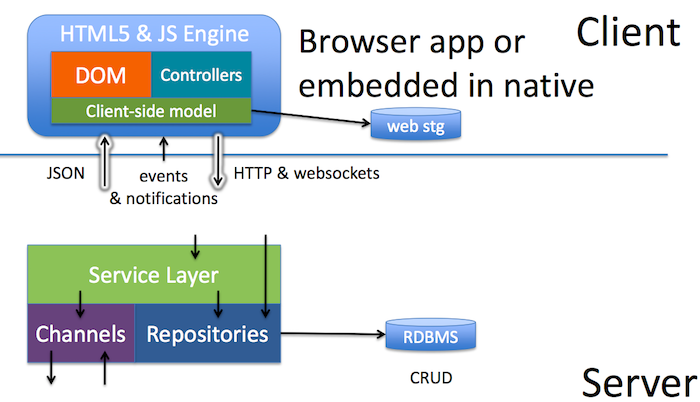 HTML5 & JS Engine
Client
Browser app or
embedded in native
DOM
Controllers
Client-side model
web stg
JSON
events
& notifications
HTTP & websockets
Service Layer
Channels
Repositories
RDBMS
CRUD
Server